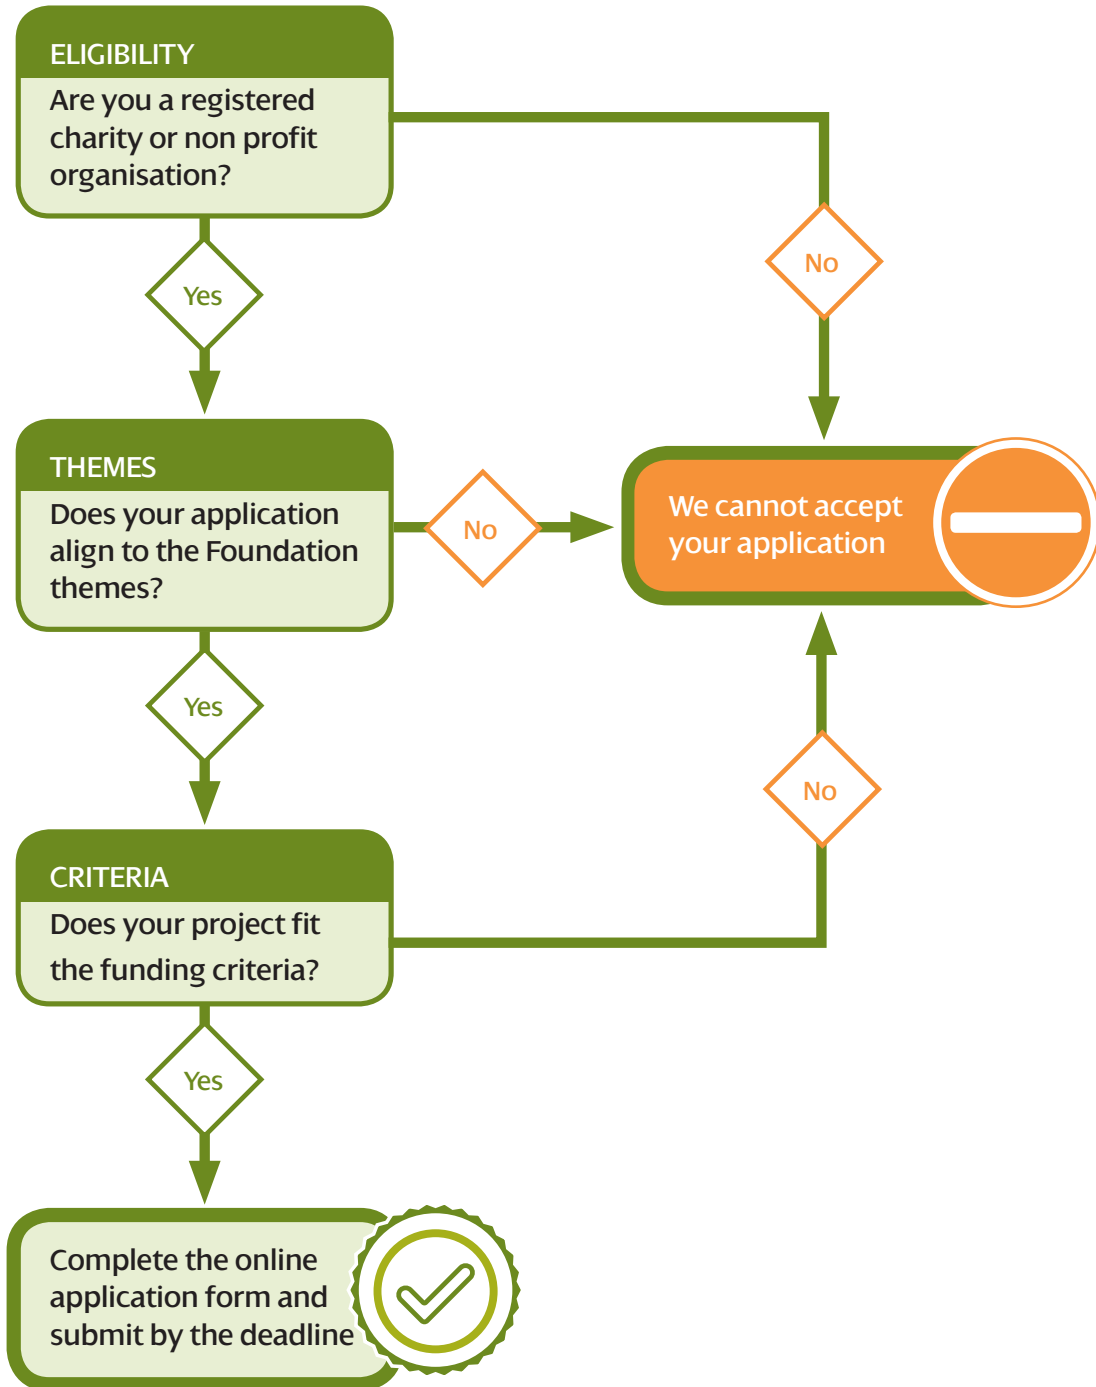 ELIGIBILITY
Are you a registered
charity or non profit
organisation?
No
Yes
THEMES
Does your application
align to the Foundation
themes?
No
We cannot accept
your application
Yes
No
CRITERIA
Does your project fit
the funding criteria?
Yes
Complete the online
application form and
submit by the deadline